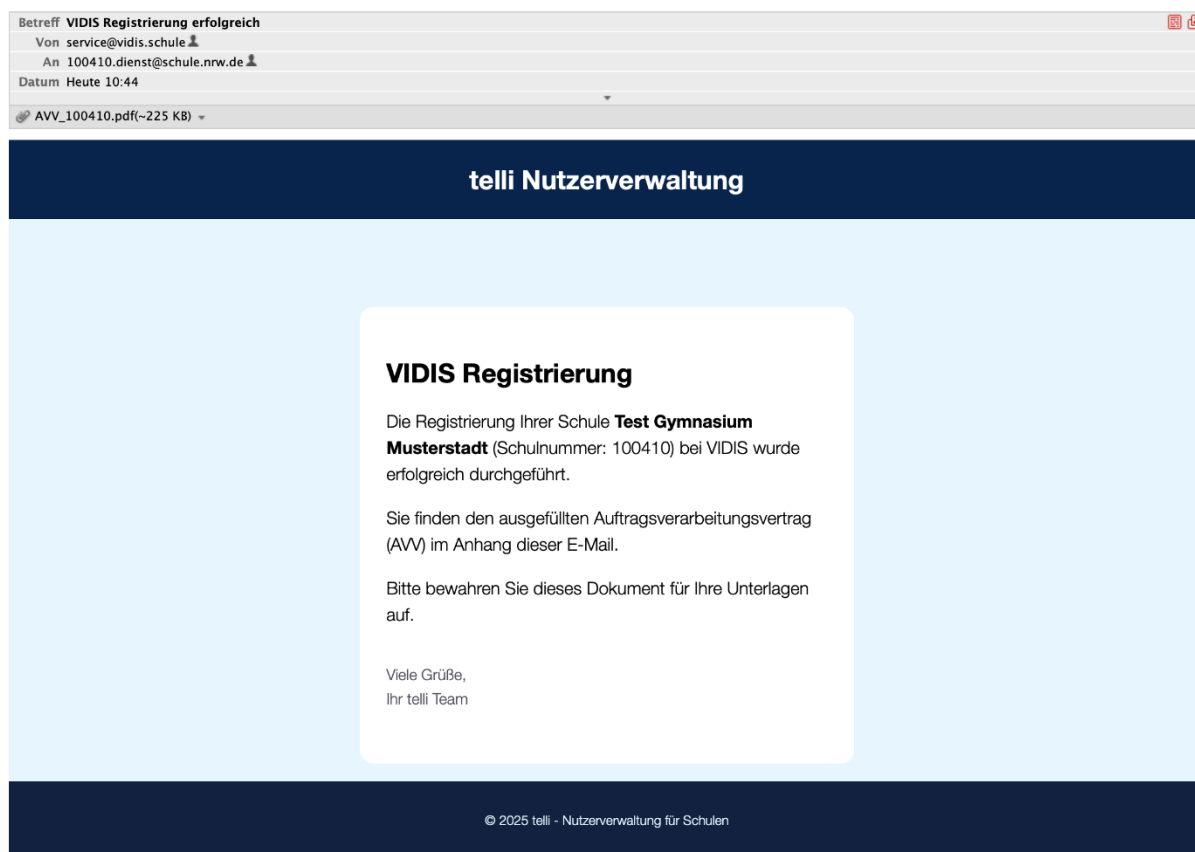 Betreff VIDIS Registrierung erfolgreich
Von service@vidis.schule
An 100410.dienst@schule.nrw.de
Datum Heute 10:44
AVV_100410.pdf(~225 KB)
telli Nutzerverwaltung
VIDIS Registrierung
Die Registrierung Ihrer Schule Test Gymnasium
Musterstadt (Schulnummer: 100410) bei VIDIS wurde
erfolgreich durchgeführt.
Sie finden den ausgefüllten Auftragsverarbeitungsvertrag
(AVV) im Anhang dieser E-Mail.
Bitte bewahren Sie dieses Dokument für Ihre Unterlagen
auf.
Viele Grüße,
Ihr telli Team
© 2025 telli - Nutzerverwaltung für Schulen